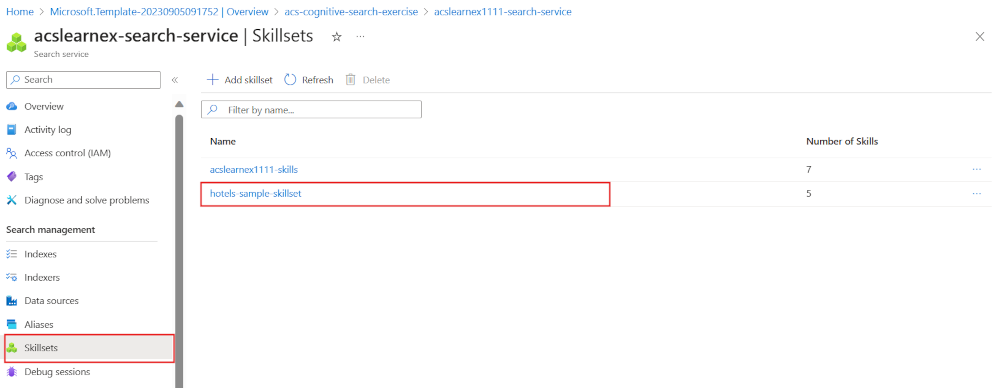 Home > Microsoft.Template-20230905091752 | Overview > acs-cognitive-search-exercise > acslearnex1111-search-service
acslearnex-search-service | Skillsets
Search service
Search
Overview
Activity log
Access control (IAM)
Tags
Diagnose and solve problems
Search management
Indexes
Indexers
Data sources
Aliases
Skillsets
Debug sessions
Add skillset Refresh Delete
Filter by name...
Name Number of Skills
acslearnex1111-skills 7
hotels-sample-skillset 5